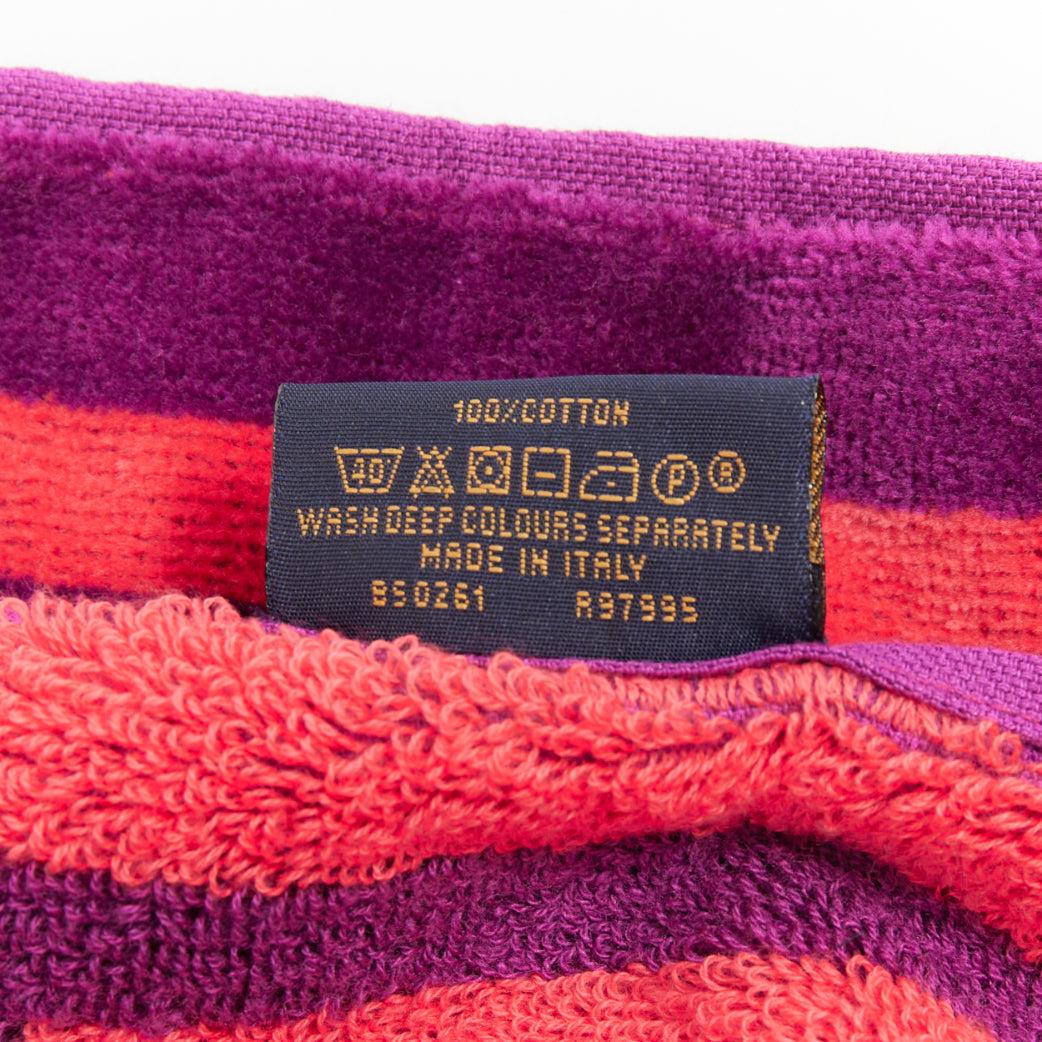 100%COTTON
40 P ®
WASH DEEP COLOURS SEPARATELY
MADE IN ITALY
BS0261 R97995